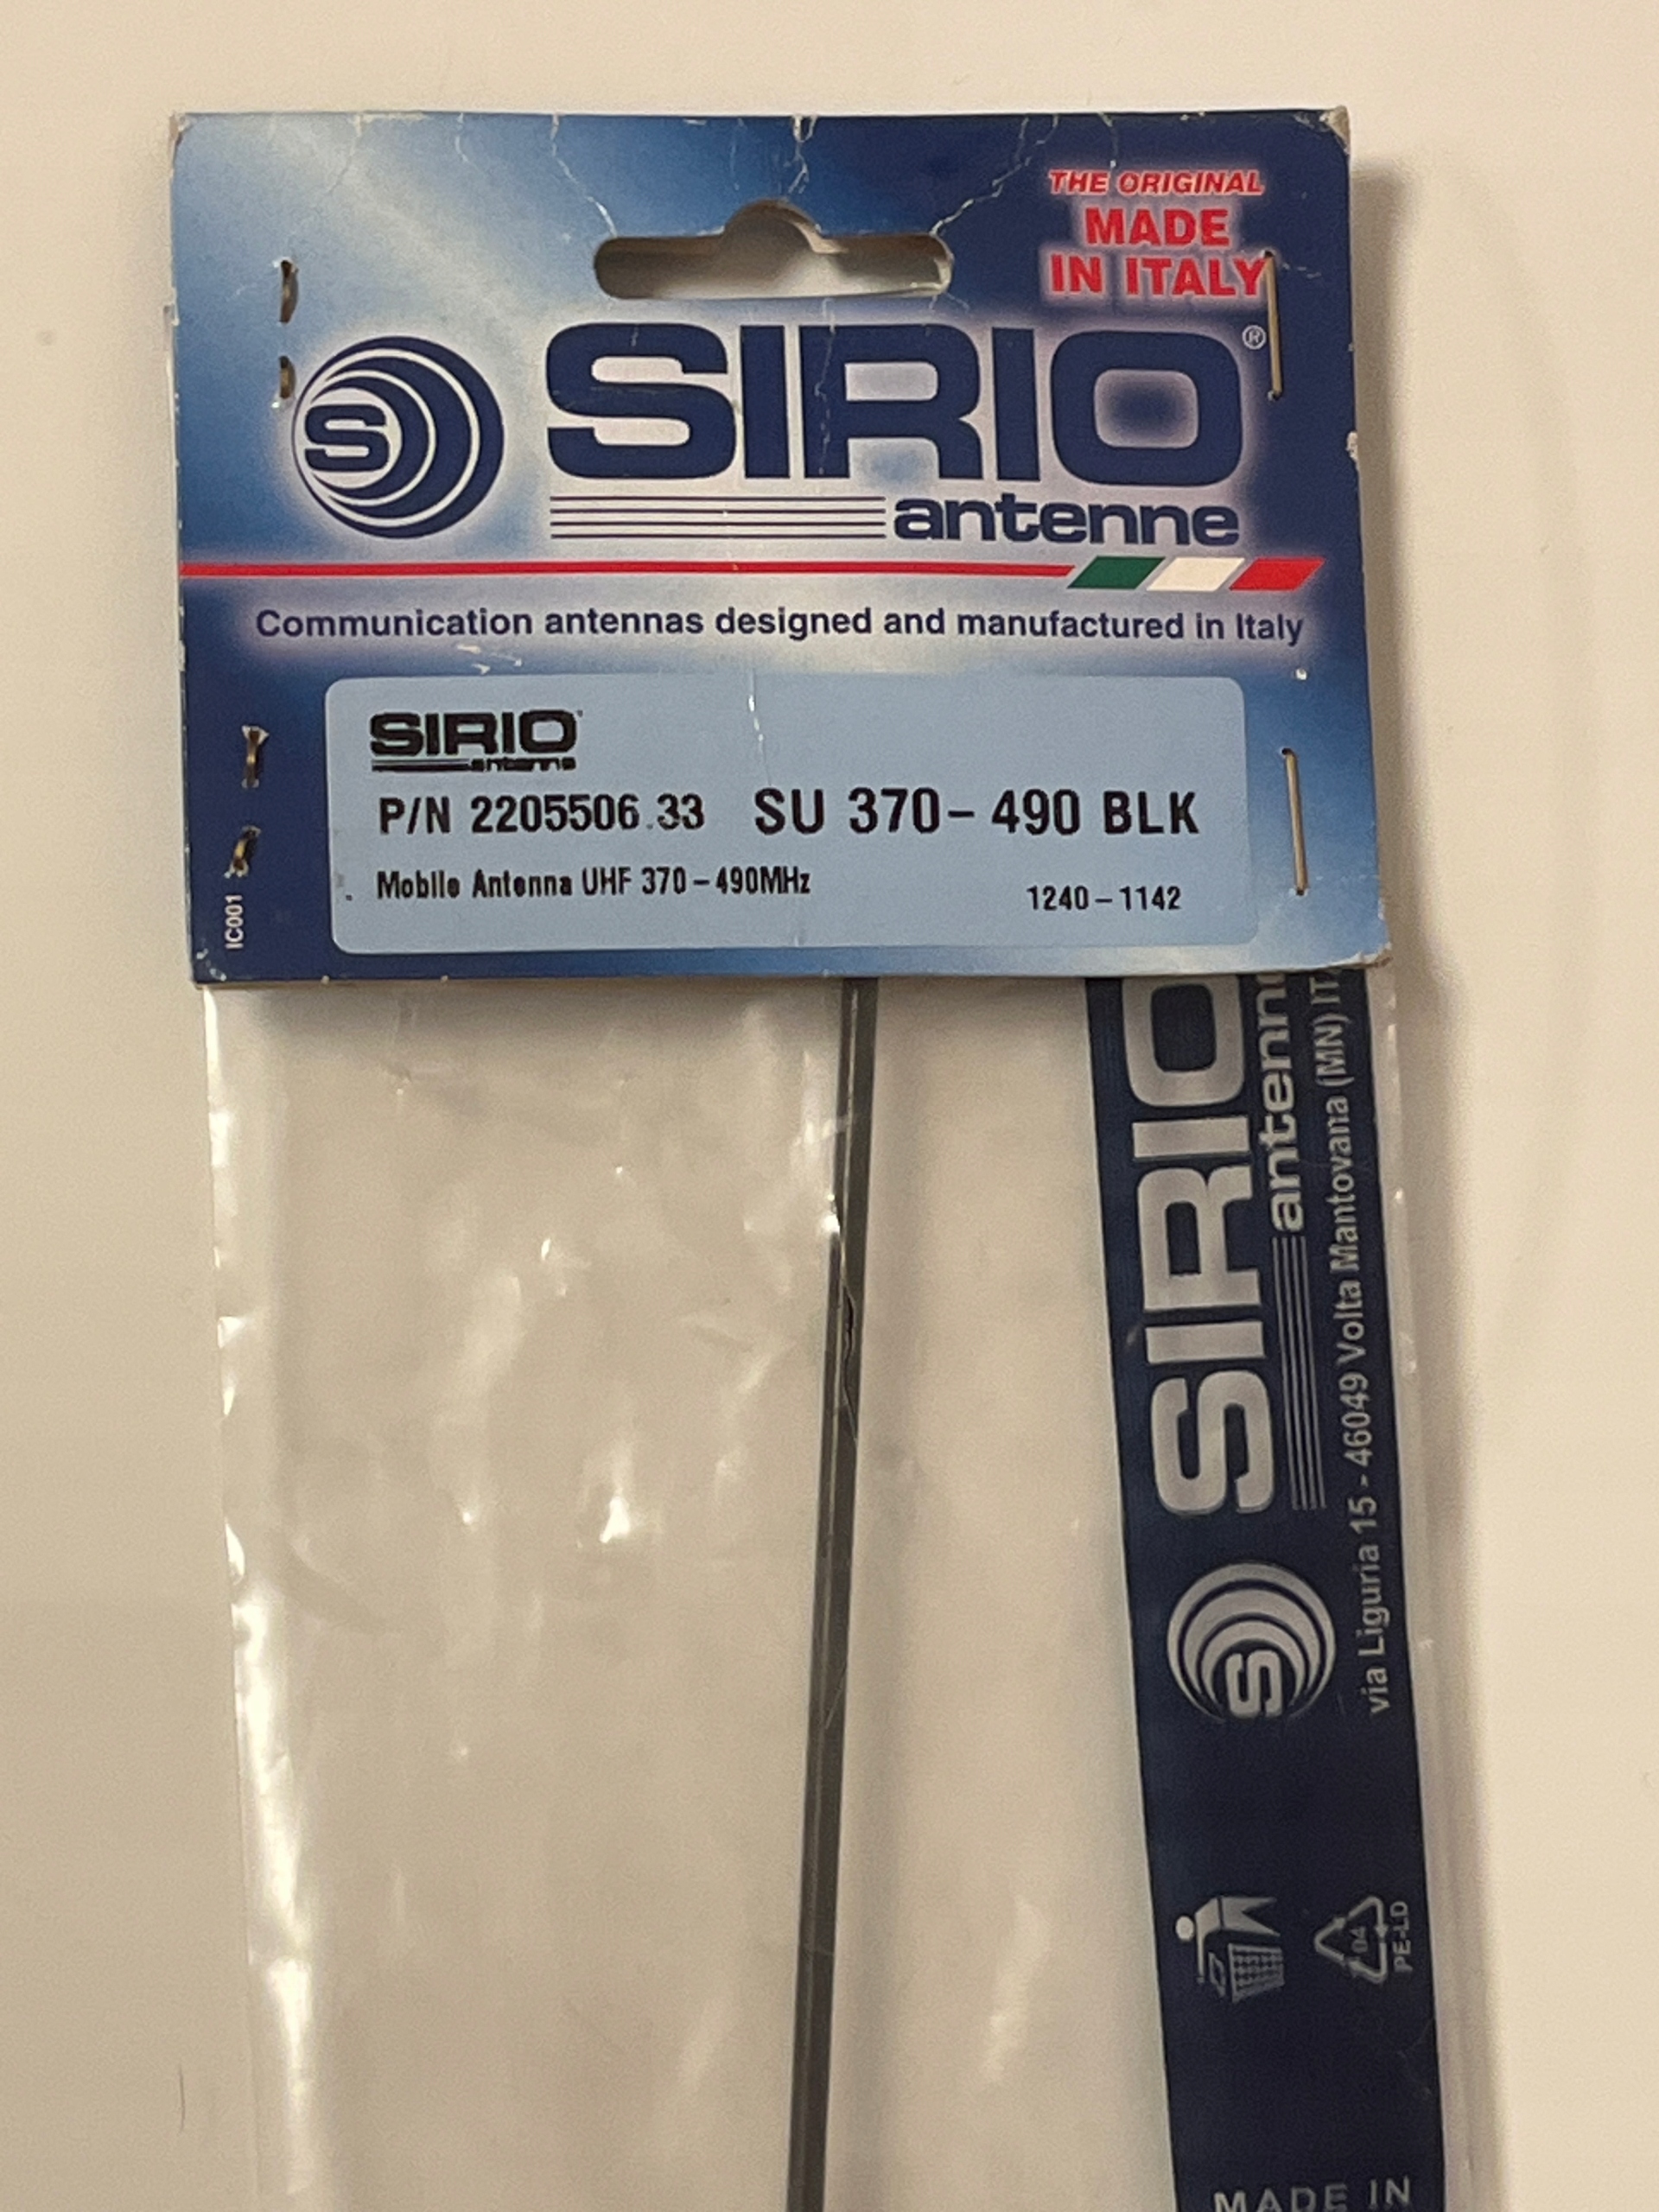 THE ORIGINAL
MADE
IN ITALY
S
SIRIO®
antenne
Communication antennas designed and manufactured in Italy
SIRIO
antenne
P/N 2205506.33 SU 370-490 BLK
Mobile Antenna UHF 370-490MHz
1240-1142
IC001
S
SIRIO
antenne
via Liguria 15 - 46049 Volta Mantovana (MN) IT
04
PE-LD
MADE IN